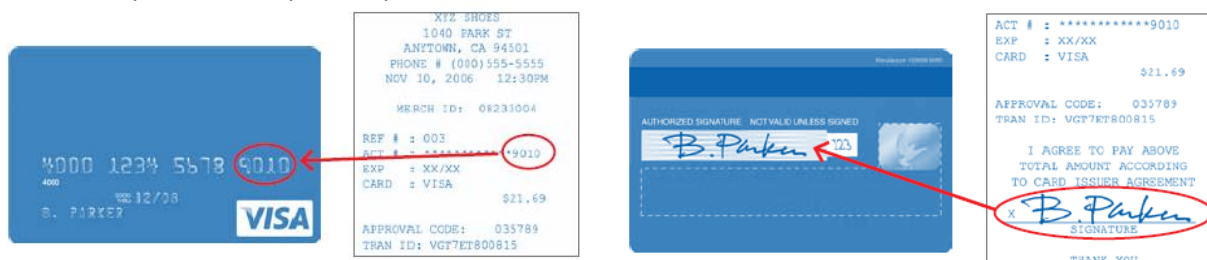 4000 1234 5678 9010
4000
12/08
B. PARKER
VISA
XYZ SHOES
1040 PARK ST
ANYTOWN, CA 94501
PHONE # (000)555-5555
NOV 10, 2006 12:30PM
MERCH ID: 08233004
REF # : 003
ACT # : ************9010
EXP : XX/XX
CARD : VISA
$21.69
APPROVAL CODE: 035789
TRAN ID: VGT7ET800815
AUTHORIZED SIGNATURE NOT VALID UNLESS SIGNED
B. Parker 123
ACT # : ************9010
EXP : XX/XX
CARD : VISA
$21.69
APPROVAL CODE: 035789
TRAN ID: VGT7ET800815
I AGREE TO PAY ABOVE
TOTAL AMOUNT ACCORDING
TO CARD ISSUER AGREEMENT
X B. Parker
SIGNATURE
THANK YOU